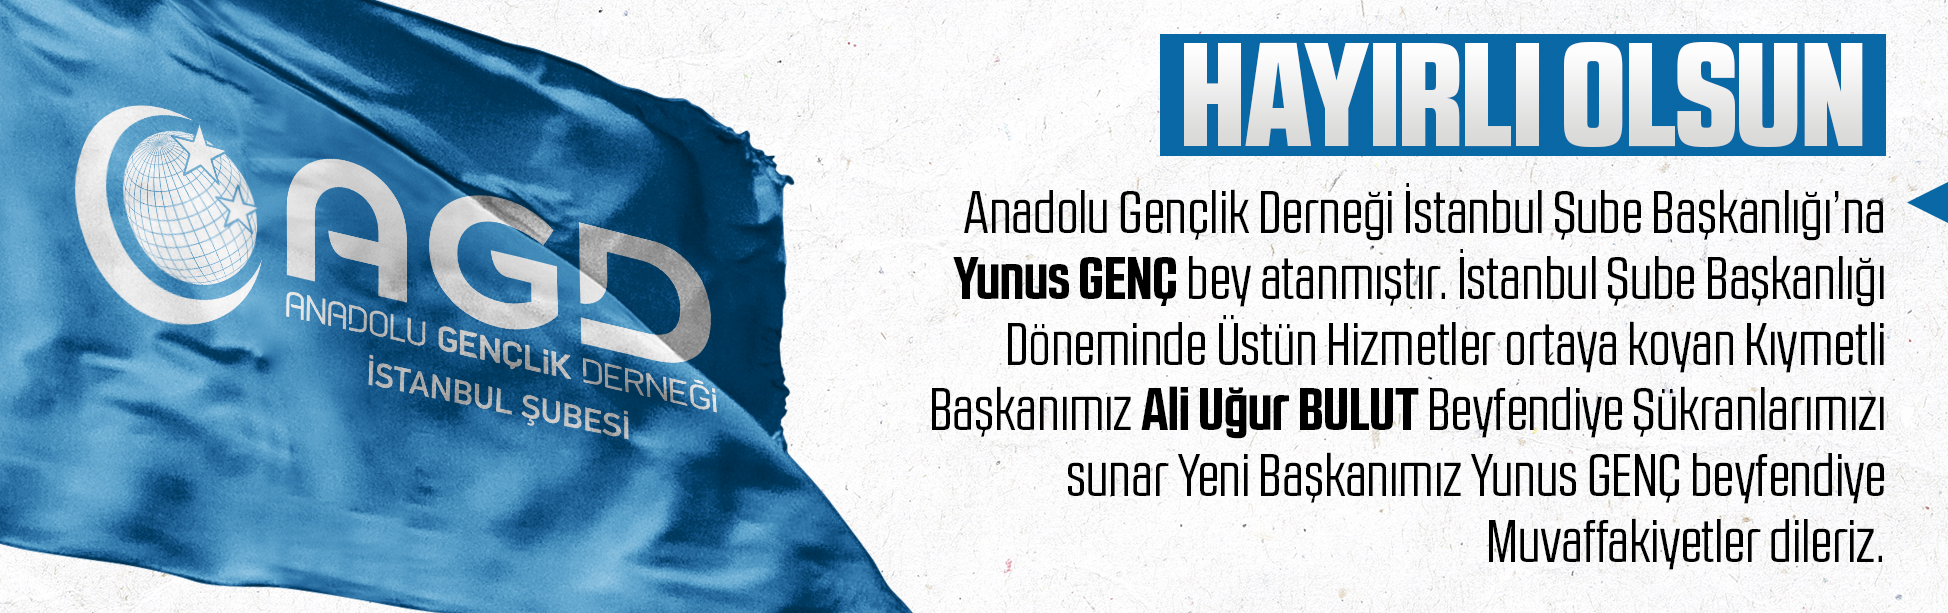 AGD
ANADOLU GENÇLiK DERNEĞi
İSTANBUL ŞUBESİ
HAYIRLI OLSUN
Anadolu Gençlik Derneği İstanbul Şube Başkanlığı’na
Yunus GENÇ bey atanmıştır. İstanbul Şube Başkanlığı
Döneminde Üstün Hizmetler ortaya koyan Kıymetli
Başkanımız Ali Uğur BULUT Beyfendiye Şükranlarımızı
sunar Yeni Başkanımız Yunus GENÇ beyfendiye
Muvaffakiyetler dileriz.